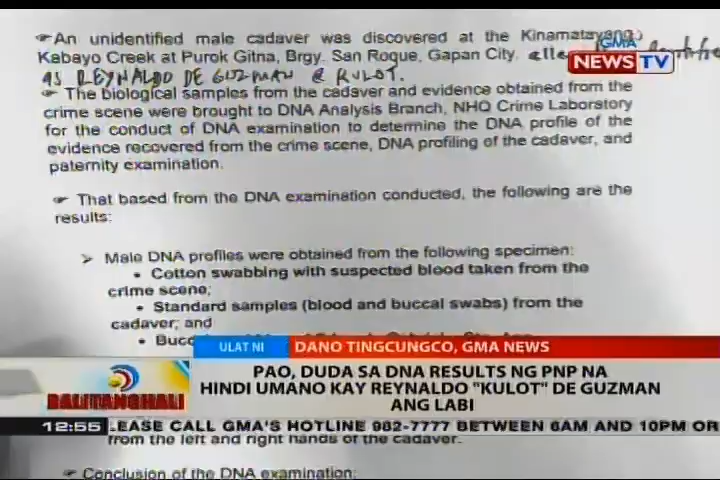 An unidentified male cadaver was discovered at the Kinamatayang
Kabayo Creek at Purok Gitna, Brgy. San Roque, Gapan City.
AS REYNALDO DE GUZMAN @ KULOT.
GMA
NEWS TV
The biological samples from the cadaver and evidence obtained from the
crime scene were brought to DNA Analysis Branch, NHQ Crime Laboratory
for the conduct of DNA examination to determine the DNA profile of the
evidence recovered from the crime scene, DNA profiling of the cadaver, and
paternity examination.
That based from the DNA examination conducted, the following are the
results:
Male DNA profiles were obtained from the following specimen:
• Cotton swabbing with suspected blood taken from the
crime scene;
• Standard samples (blood and buccal swabs) from the
cadaver; and
ULAT NI DANO TINGCUNGCO, GMA NEWS
PAO, DUDA SA DNA RESULTS NG PNP NA
HINDI UMANO KAY REYNALDO "KULOT" DE GUZMAN
ANG LABI
BALITANGHALI
12:55 LEASE CALL GMA'S HOTLINE 982-7777 BETWEEN 6AM AND 10PM OR
from the left and right hands of the cadaver.
Conclusion of the DNA examination: